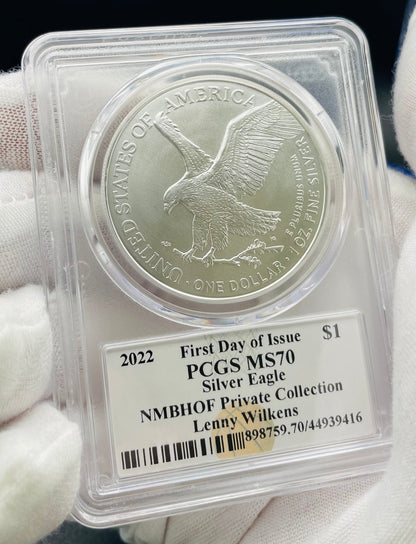 UNITED STATES OF AMERICA
E PLURIBUS UNUM
1 OZ. FINE SILVER
· ONE DOLLAR ·
2022 First Day of Issue $1
PCGS MS70
Silver Eagle
NMBHOF Private Collection
Lenny Wilkens
898759.70/44939416